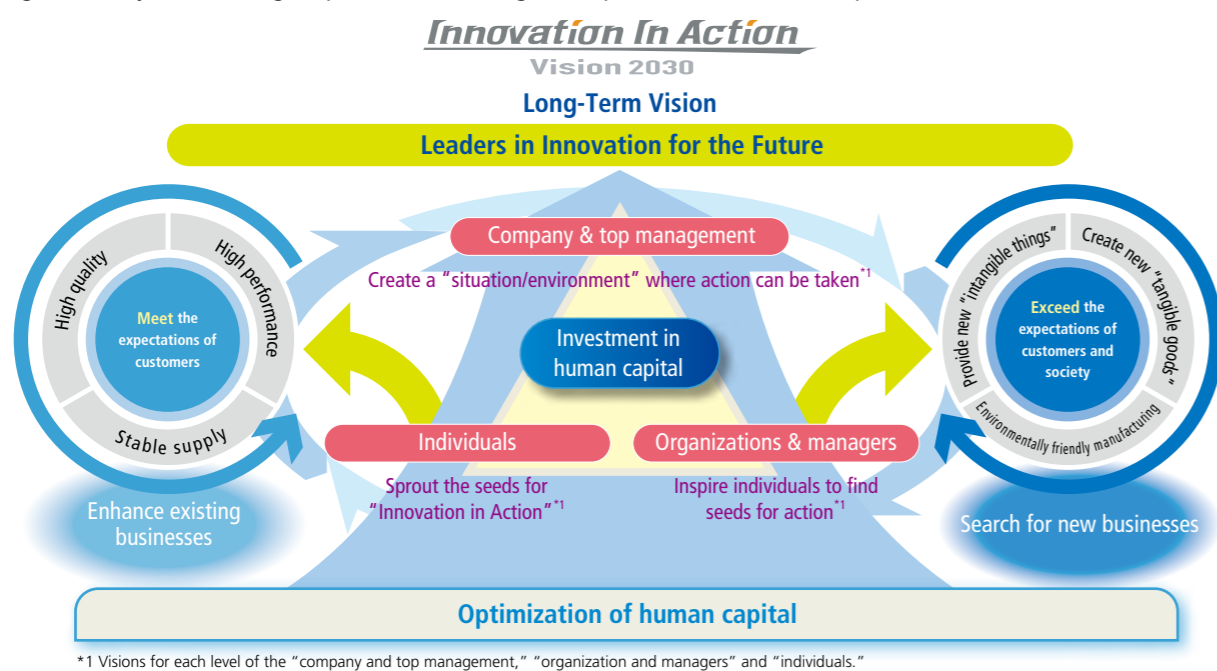 Innovation In Action
Vision 2030
Long-Term Vision
Leaders in Innovation for the Future
Company & top management
Create a “situation/environment” where action can be taken*1
High quality
High performance
Stable supply
Meet the
expectations of
customers
Enhance existing
businesses
Investment in
human capital
Individuals
Sprout the seeds for
“Innovation in Action”*1
Organizations & managers
Inspire individuals to find
seeds for action*1
Provide new “intangible things”
Create new “tangible goods”
Environmentally friendly manufacturing
Exceed the
expectations of
customers and
society
Search for new businesses
Optimization of human capital
*1 Visions for each level of the “company and top management,” “organization and managers” and “individuals.”